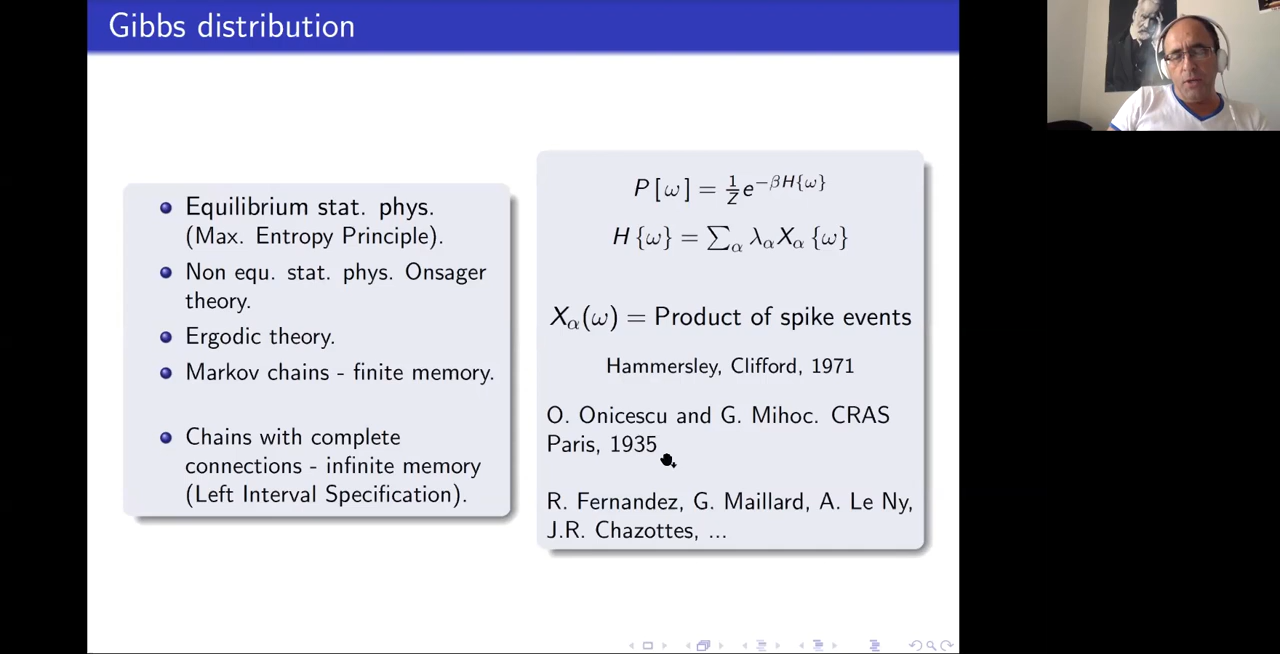 Gibbs distribution
Equilibrium stat. phys.
(Max. Entropy Principle).
Non equ. stat. phys. Onsager
theory.
Ergodic theory.
Markov chains - finite memory.
Chains with complete
connections - infinite memory
(Left Interval Specification).
P[ω] = 1/Z e^{−βH{ω}}
H{ω} = ∑_α λ_α X_α {ω}
X_α(ω) = Product of spike events
Hammersley, Clifford, 1971
O. Onicescu and G. Mihoc. CRAS
Paris, 1935
R. Fernandez, G. Maillard, A. Le Ny,
J.R. Chazottes, ...